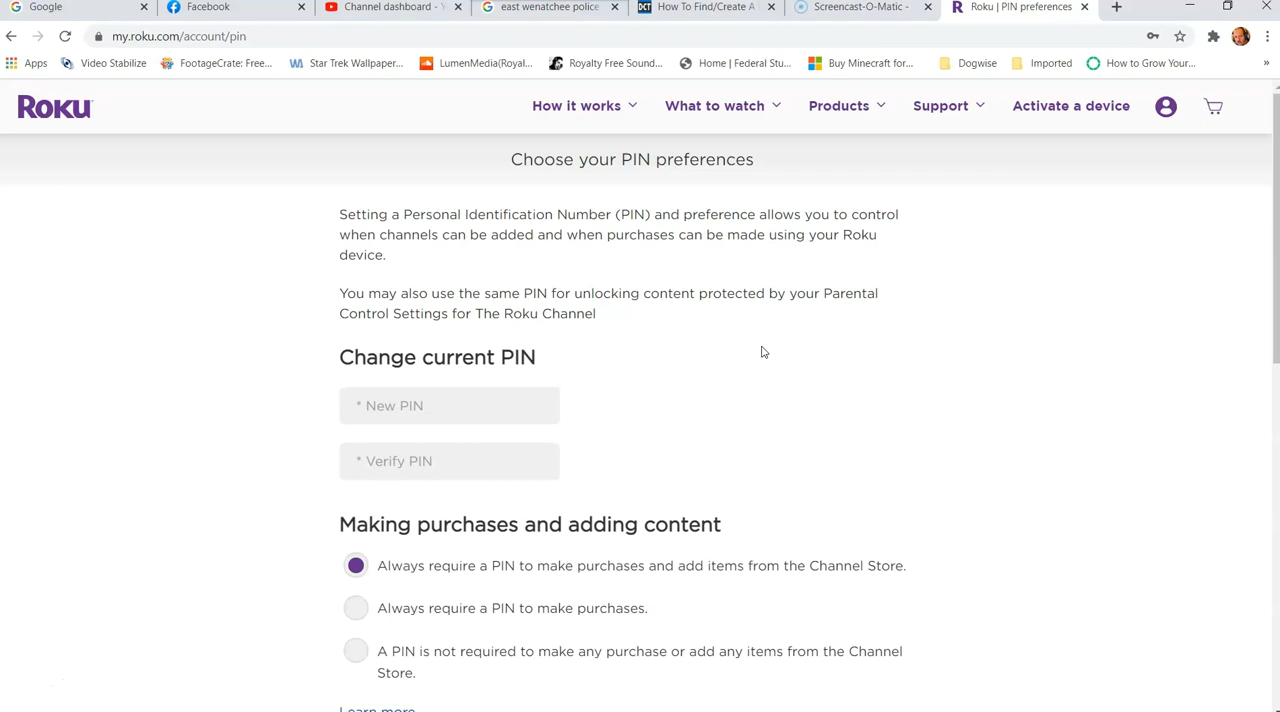 Google
Facebook
Channel dashboard -
east wenatchee police
DCT How To Find/Create A
Screencast-O-Matic -
R Roku | PIN preferences
my.roku.com/account/pin
Apps Video Stabilize FootageCrate: Free... Star Trek Wallpaper... LumenMedia(Royal... Royalty Free Sound... Home | Federal Stu... Buy Minecraft for... Dogwise Imported How to Grow Your... »
Roku
How it works What to watch Products Support Activate a device
Choose your PIN preferences
Setting a Personal Identification Number (PIN) and preference allows you to control
when channels can be added and when purchases can be made using your Roku
device.
You may also use the same PIN for unlocking content protected by your Parental
Control Settings for The Roku Channel
Change current PIN
* New PIN
* Verify PIN
Making purchases and adding content
Always require a PIN to make purchases and add items from the Channel Store.
Always require a PIN to make purchases.
A PIN is not required to make any purchase or add any items from the Channel
Store.
Learn more